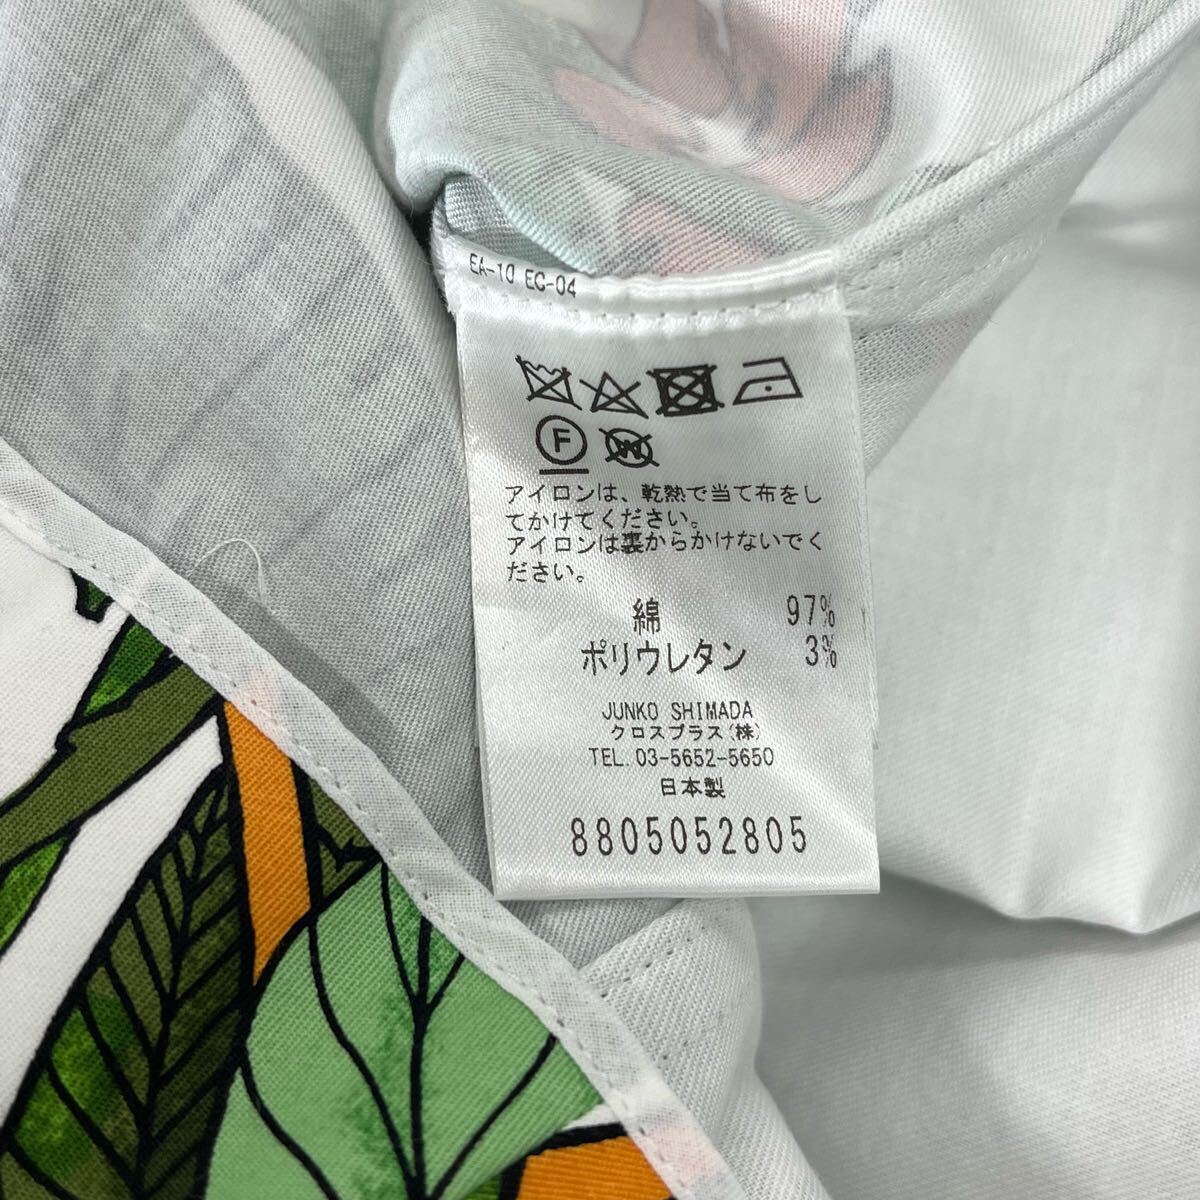 EA-10 EC-04
F W
アイロンは、乾熱で当て布をし
てかけてください。
アイロンは裏からかけないでく
ださい。
綿 97%
ポリウレタン 3%
JUNKO SHIMADA
クロスプラス(株)
TEL.03-5652-5650
日本製
8805052805